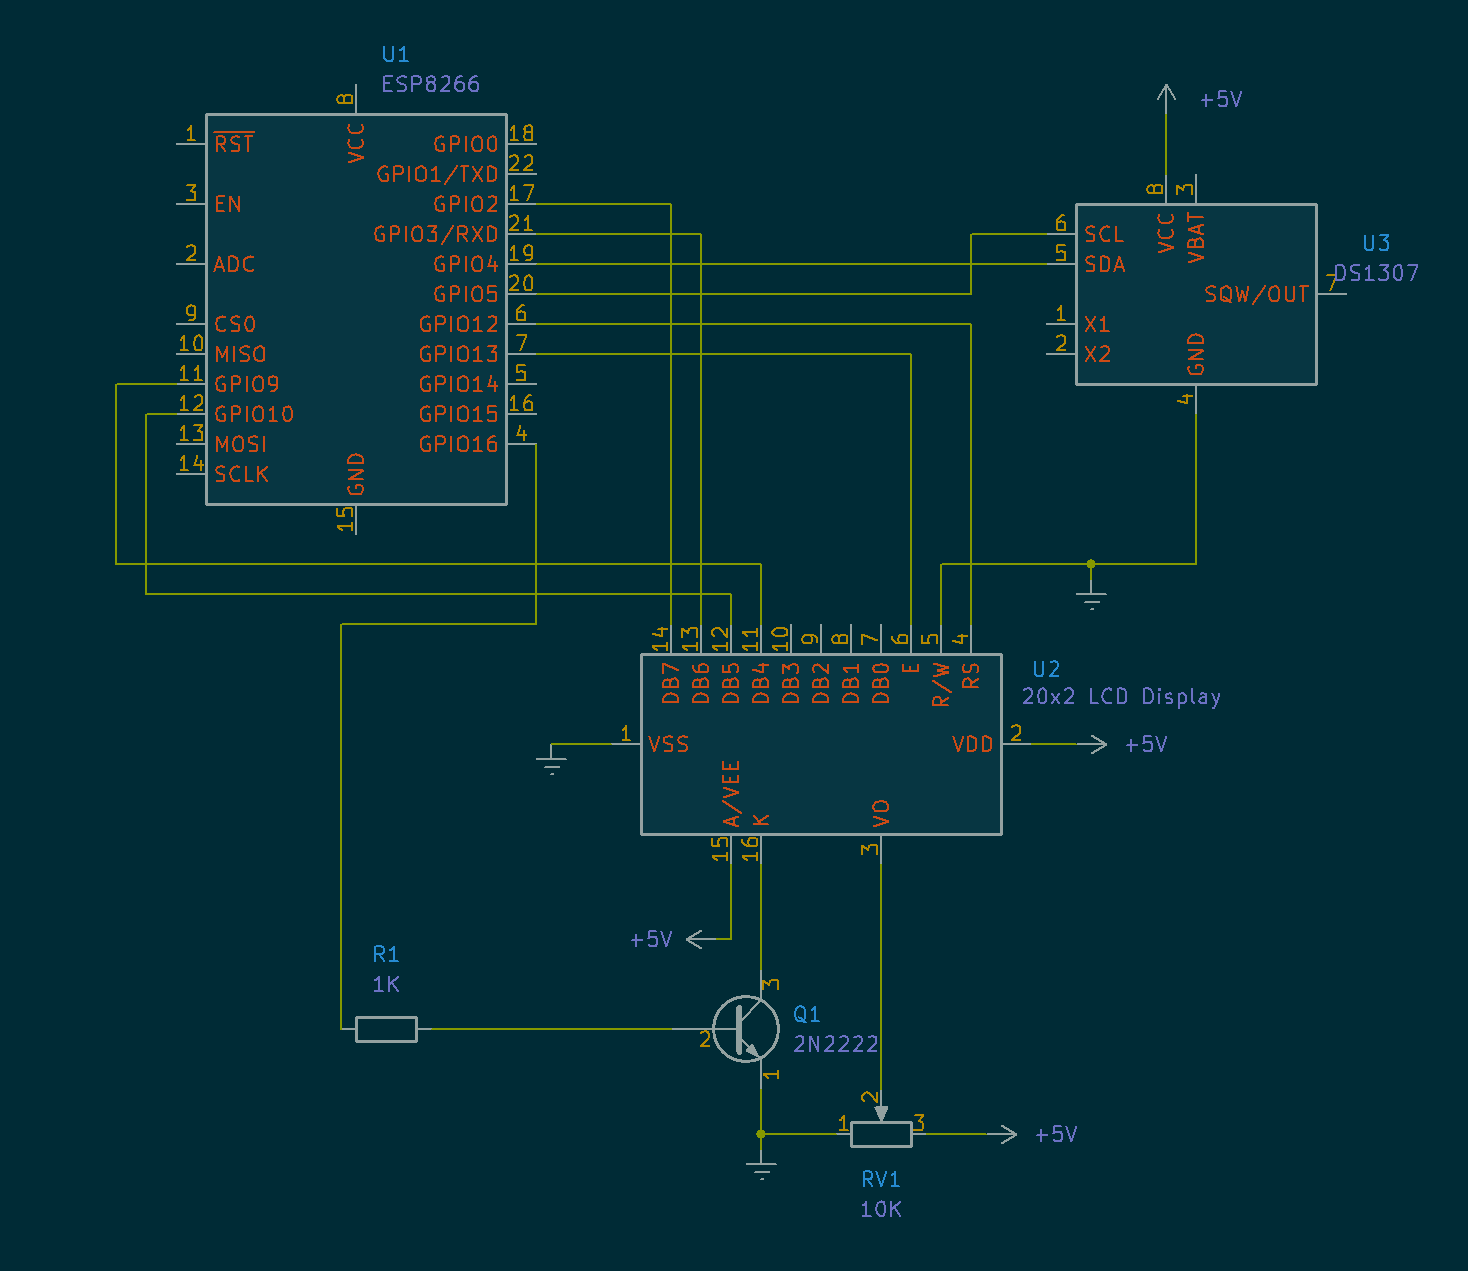 U1
ESP8266
8
VCC
1 RST
3 EN
2 ADC
9 CS0
10 MISO
11 GPIO9
12 GPIO10
13 MOSI
14 SCLK
GND
15
GPIO0 18
GPIO1/TXD 22
GPIO2 17
GPIO3/RXD 21
GPIO4 19
GPIO5 20
GPIO12 6
GPIO13 7
GPIO14 5
GPIO15 16
GPIO16 4
+5V
8 3
VCC VBAT
6 SCL
5 SDA
1 X1
2 X2
SQW/OUT 7
GND
4
U3
DS1307
14 13 12 11 10 9 8 7 6 5 4
DB7 DB6 DB5 DB4 DB3 DB2 DB1 DB0 E R/W RS
U2
20x2 LCD Display
1 VSS
VDD 2
+5V
A/VEE K VO
15 16 3
+5V
R1
1K
3
2
1
Q1
2N2222
2
1 3
+5V
RV1
10K